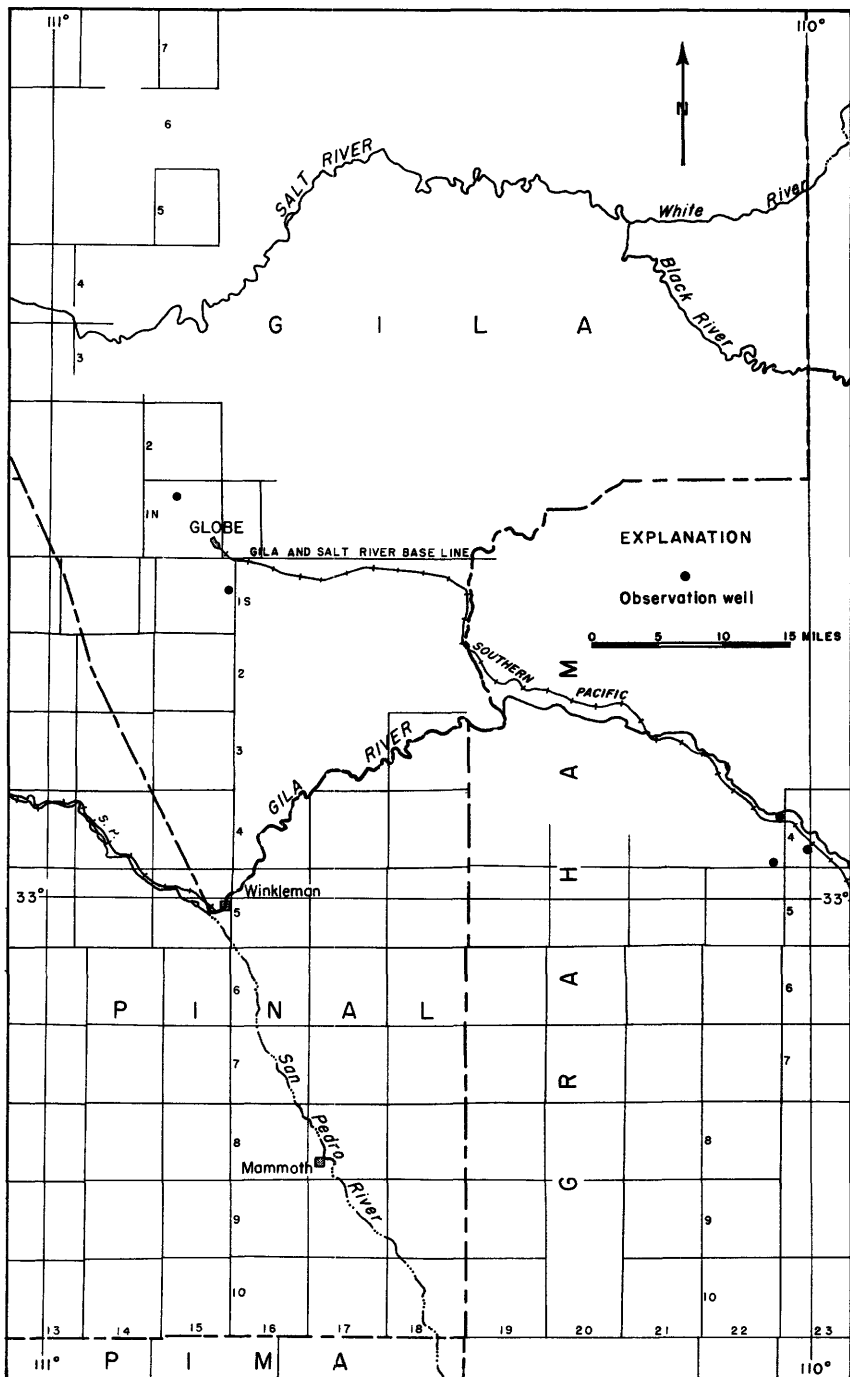 111°
110°
7
N
6
SALT RIVER
5
White River
4
Black River
G I L A
3
2
1N
GLOBE
GILA AND SALT RIVER BASE LINE
EXPLANATION
Observation well
1S
0 5 10 15 MILES
SOUTHERN PACIFIC
2
3
GILA RIVER
S. P.
4
4
Winkleman
33°
33°
5
5
GRAHAM
6
6
P I N A L
7
7
San Pedro River
8
8
Mammoth
9
9
10
10
13 14 15 16 17 18 19 20 21 22 23
111°
P I M A
110°